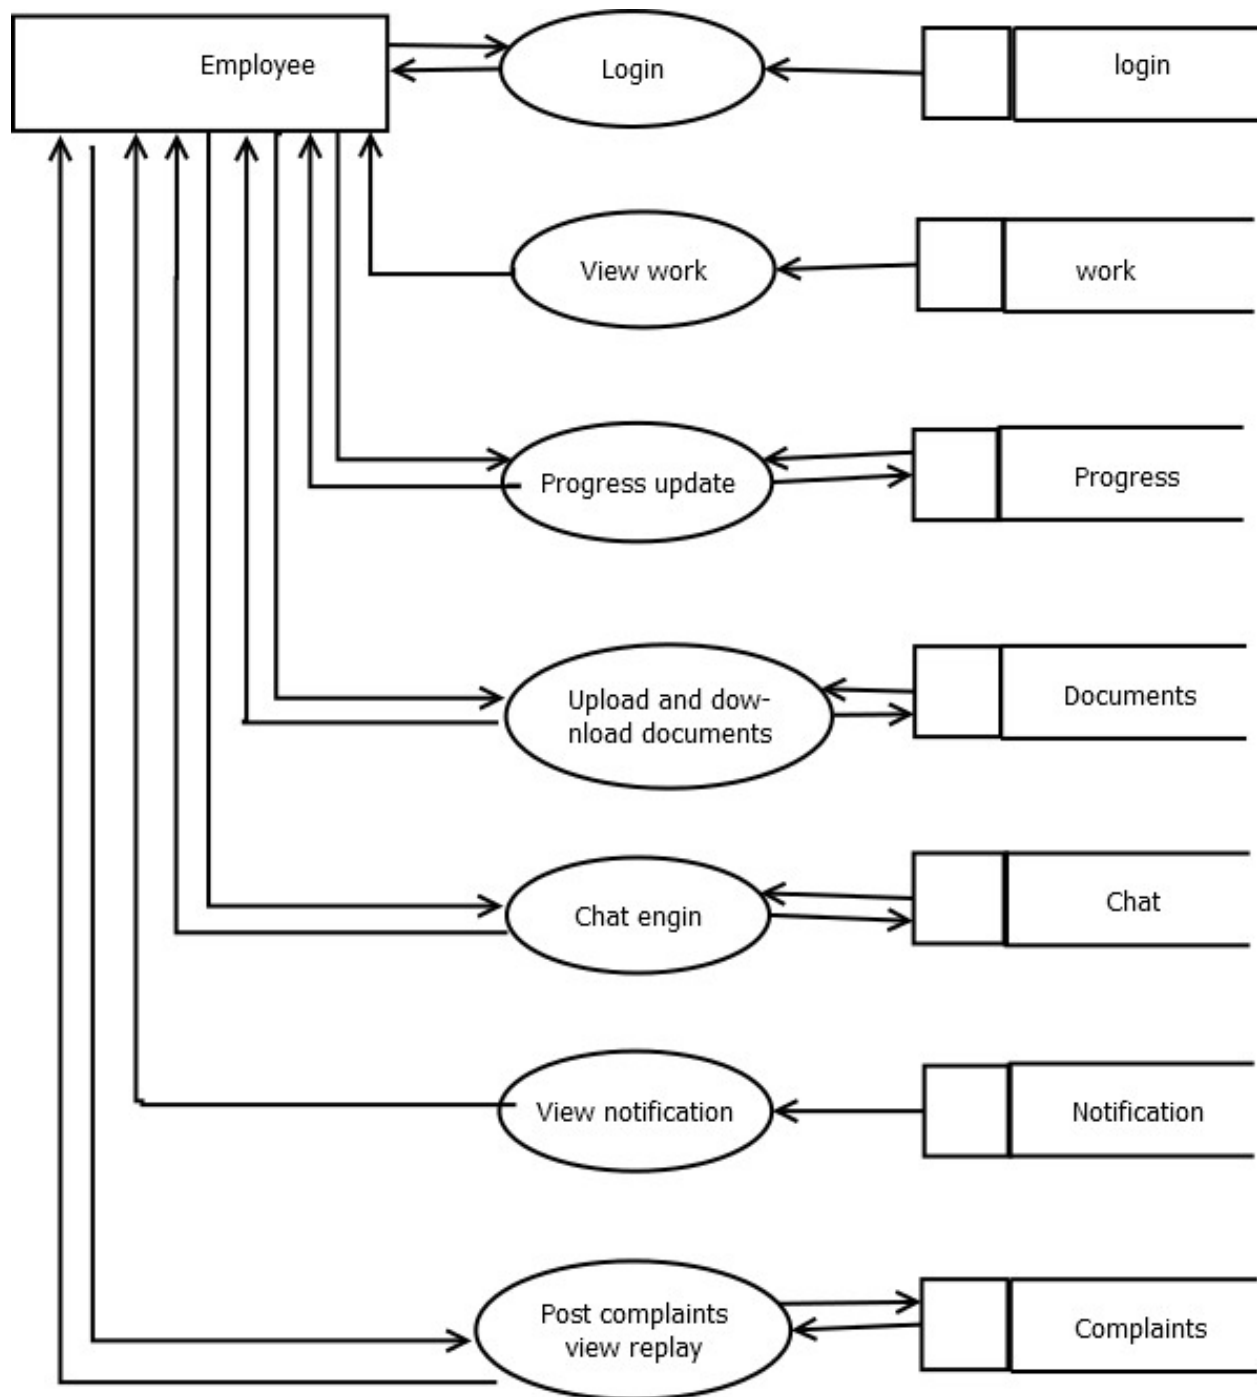 Employee
Login
login
View work
work
Progress update
Progress
Upload and dow-
nload documents
Documents
Chat engin
Chat
View notification
Notification
Post complaints
view replay
Complaints